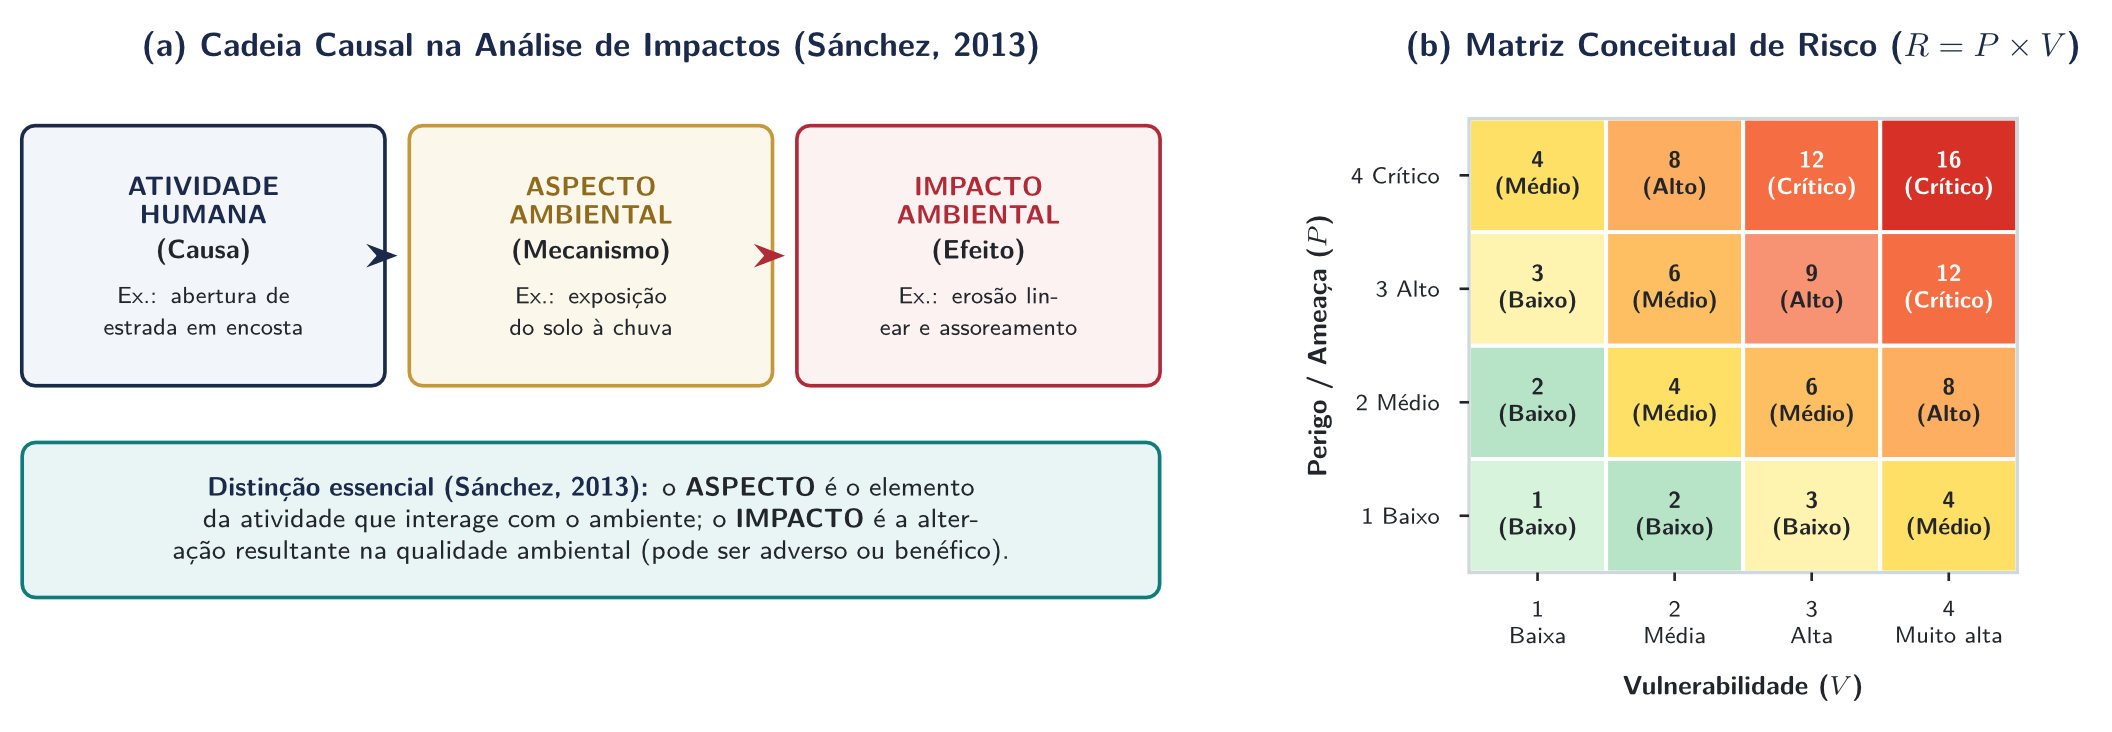 (a) Cadeia Causal na Análise de Impactos (Sánchez, 2013)
ATIVIDADE
HUMANA
(Causa)
Ex.: abertura de
estrada em encosta
ASPECTO
AMBIENTAL
(Mecanismo)
Ex.: exposição
do solo à chuva
IMPACTO
AMBIENTAL
(Efeito)
Ex.: erosão lin-
ear e assoreamento
Distinção essencial (Sánchez, 2013): o ASPECTO é o elemento
da atividade que interage com o ambiente; o IMPACTO é a alter-
ação resultante na qualidade ambiental (pode ser adverso ou benéfico).
(b) Matriz Conceitual de Risco (R = P × V)
Perigo / Ameaça (P)
4 Crítico
4
(Médio)
8
(Alto)
12
(Crítico)
16
(Crítico)
3 Alto
3
(Baixo)
6
(Médio)
9
(Alto)
12
(Crítico)
2 Médio
2
(Baixo)
4
(Médio)
6
(Médio)
8
(Alto)
1 Baixo
1
(Baixo)
2
(Baixo)
3
(Baixo)
4
(Médio)
1
Baixa
2
Média
3
Alta
4
Muito alta
Vulnerabilidade (V)